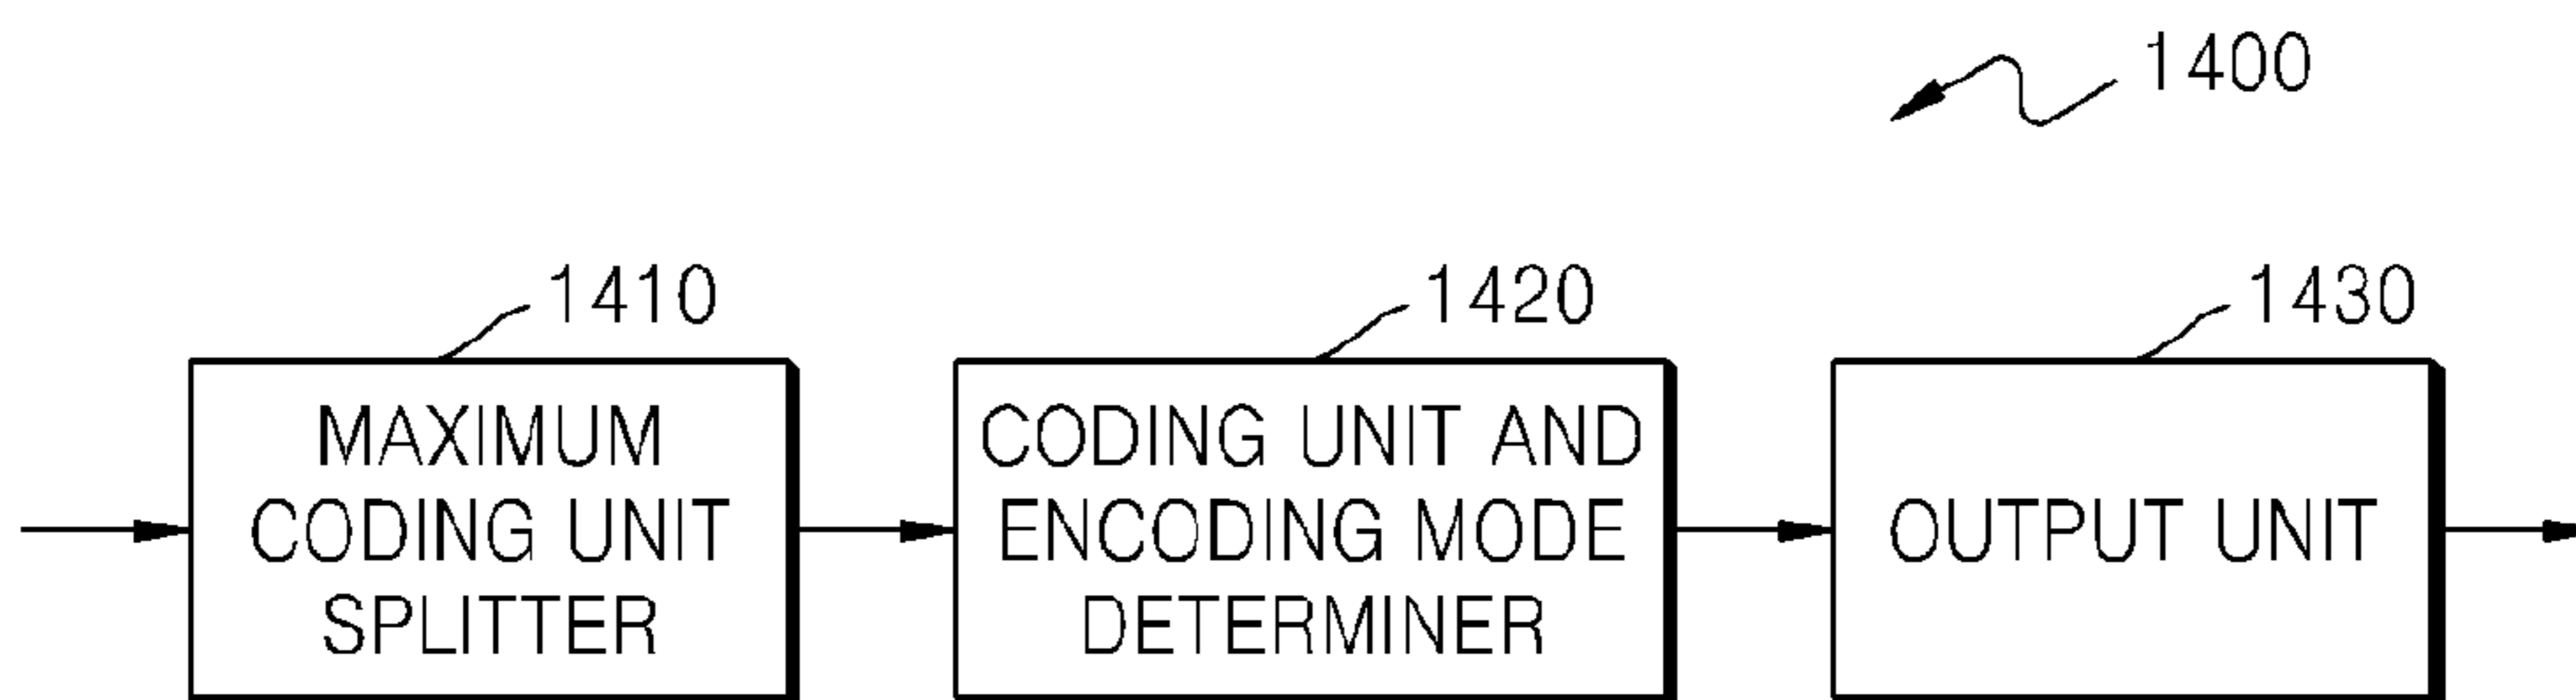 1400
1410
1420
1430
MAXIMUM
CODING UNIT
SPLITTER
CODING UNIT AND
ENCODING MODE
DETERMINER
OUTPUT UNIT